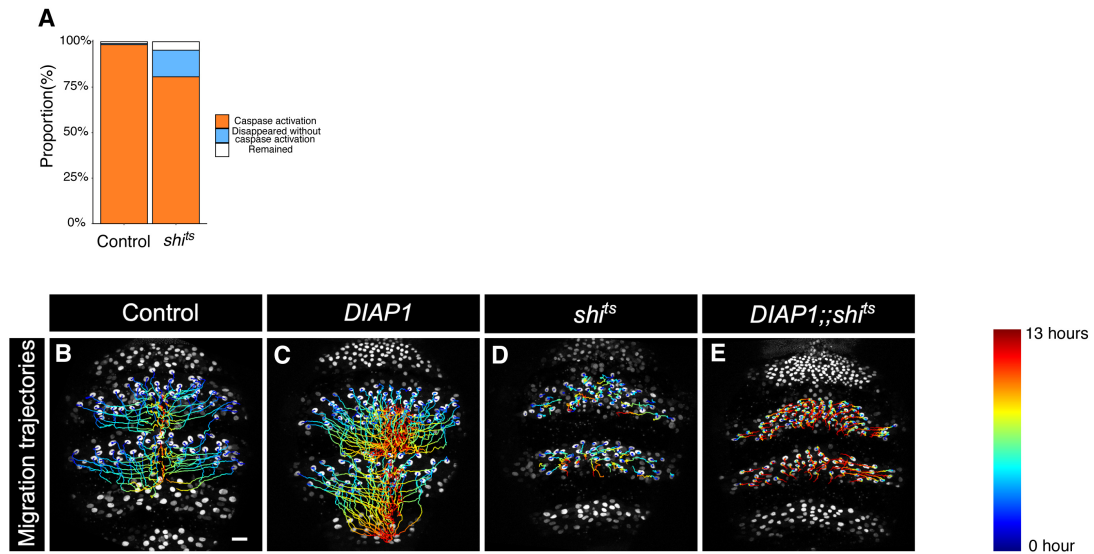 A
100%
75%
50%
25%
0%
Proportion(%)
Control
shiᵗˢ
Caspase activation
Disappeared without
caspase activation
Remained
Control
DIAP1
shiᵗˢ
DIAP1;;shiᵗˢ
Migration trajectories
B
C
D
E
13 hours
0 hour